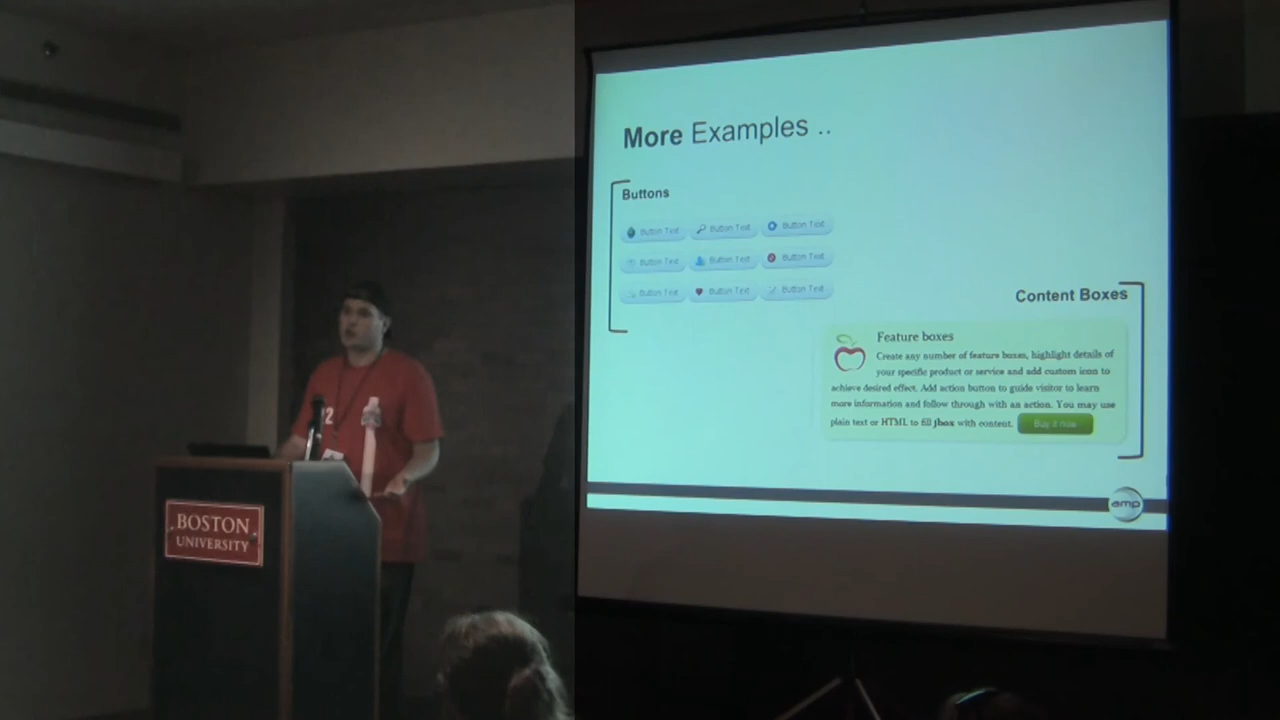 More Examples ..
Buttons
Button Text Button Text Button Text
Button Text Button Text Button Text
Button Text Button Text Button Text
Content Boxes
Feature boxes
Create any number of feature boxes, highlight details of
your specific product or service and add custom icon to
achieve desired effect. Add action button to guide visitor to learn
more information and follow through with an action. You may use
plain text or HTML to fill jbox with content. Buy it now
amp
2
BOSTON
UNIVERSITY